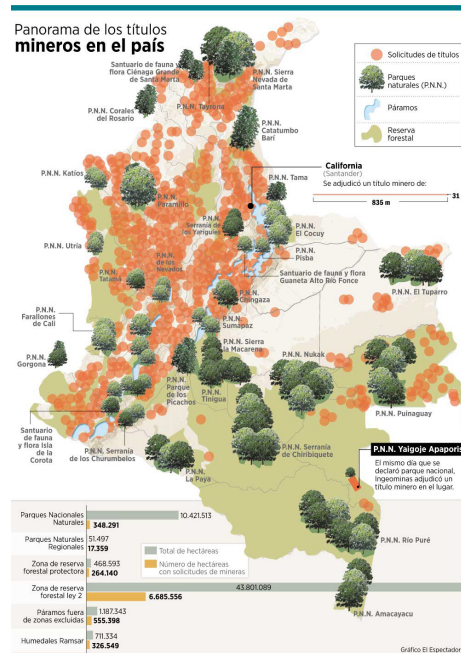 Panorama de los títulos
mineros en el país
Solicitudes de títulos
Parques
naturales (P.N.N.)
Páramos
Reserva
forestal
Santuario de fauna y
flora Ciénaga Grande
de Santa Marta
P.N.N. Sierra
Nevada de
Santa Marta
P.N.N. Tayrona
P.N.N. Corales
del Rosario
P.N.N.
Catatumbo
Barí
California
(Santander)
Se adjudicó un título minero de:
31
835 m
P.N.N. Katíos
P.N.N.
Paramillo
P.N.N. Tama
P.N.N.
Serranía de
los Yariguíes
P.N.N.
El Cocuy
P.N.N. Utría
P.N.N.
Pisba
P.N.N.
de los
Nevados
P.N.N.
Tatamá
Santuario de fauna y flora
Guaneta Alto Río Fonce
P.N.N. El Tuparro
P.N.N.
Chingaza
P.N.N.
Farallones
de Cali
P.N.N.
Sumapaz
P.N.N. Sierra
la Macarena
P.N.N. Nukak
P.N.N.
Gorgona
P.N.N.
Parque
de los
Picachos
P.N.N.
Tinigua
P.N.N. Puinaguay
Santuario
de fauna
y flora Isla
de la
Corota
P.N.N. Serranía
de los Churumbelos
P.N.N. Serranía
de Chiribiquete
P.N.N.
La Paya
P.N.N. Yaigoje Apaporis
El mismo día que se
declaró parque nacional,
Ingeominas adjudicó un
título minero en el lugar.
P.N.N. Río Puré
P.N.N. Amacayacu
Parques Nacionales
Naturales
10.421.513
348.291
Parques Naturales
Regionales
51.497
17.359
Total de hectáreas
Número de hectáreas
con solicitudes de mineras
Zona de reserva
forestal protectora
468.593
264.140
Zona de reserva
forestal ley 2
43.801.089
6.685.556
Páramos fuera
de zonas excluidas
1.187.343
555.398
Humedales Ramsar
711.334
326.549
Gráfico El Espectador